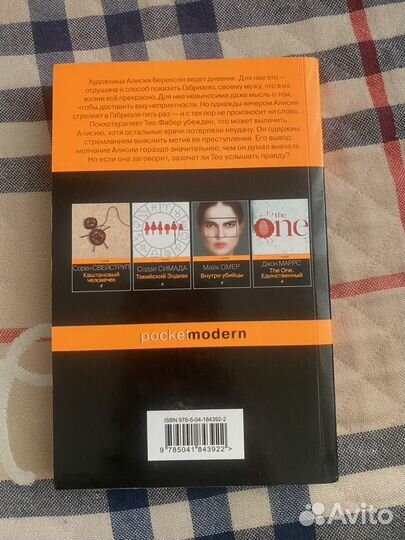 Художница Алисия Беренсон ведет дневник. Для нее это —
отдушина и способ показать Габриэлю, своему мужу, что в их
жизни всё прекрасно. Для нее невыносима даже мысль о том,
чтобы доставить ему неприятности. Но однажды вечером Алисия
стреляет в Габриэля пять раз — и с тех пор не произносит ни слова...
Психотерапевт Тео Фабер убежден, что может вылечить
Алисию, хотя остальные врачи потерпели неудачу. Он одержим
стремлением выяснить мотив ее преступления. Его вывод:
молчание Алисии гораздо значительнее, чем он думал вначале.
Но если она заговорит, захочет ли Тео услышать правду?
the
One
Сорен СВЕЙСТРУП
Каштановый
человечек
Содзи СИМАДА
Токийский Зодиак
Майк ОМЕР
Внутри убийцы
Джон МАРРС
The One.
Единственный
pocketmodern
ISBN 978-5-04-184392-2
9 785041 843922 >
Avito